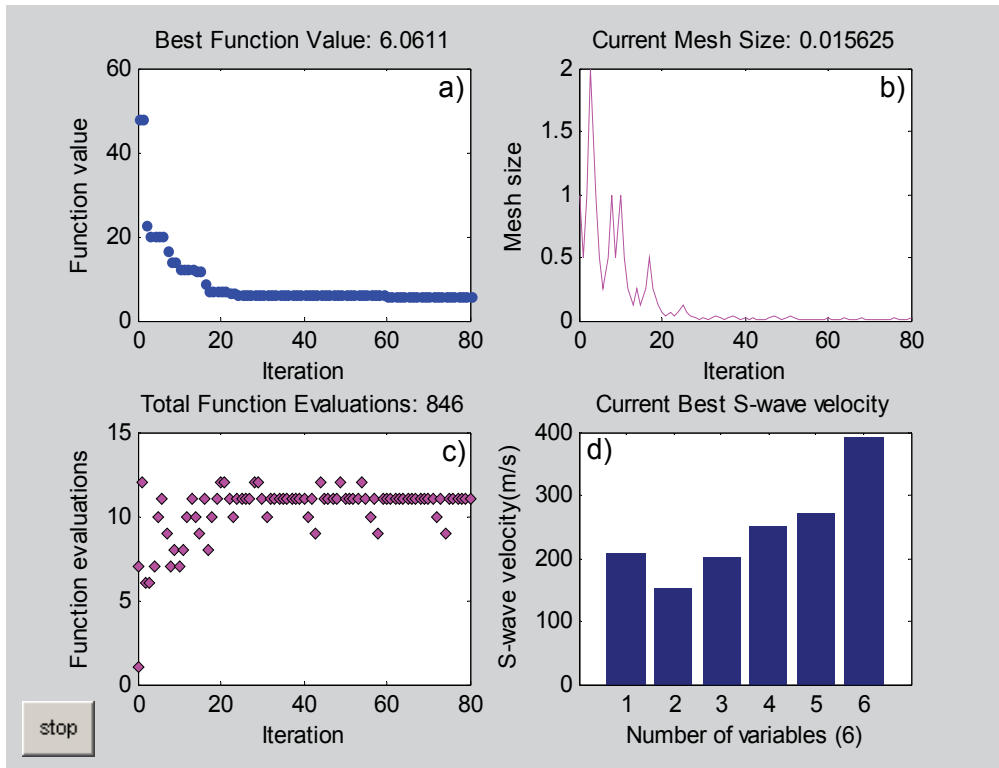 Best Function Value: 6.0611
a)
60
40
20
0
Function value
0 20 40 60 80
Iteration
Current Mesh Size: 0.015625
b)
2
1.5
1
0.5
0
Mesh size
0 20 40 60 80
Iteration
Total Function Evaluations: 846
c)
15
10
5
0
Function evaluations
0 20 40 60 80
Iteration
Current Best S-wave velocity
d)
400
300
200
100
0
S-wave velocity(m/s)
1 2 3 4 5 6
Number of variables (6)
stop